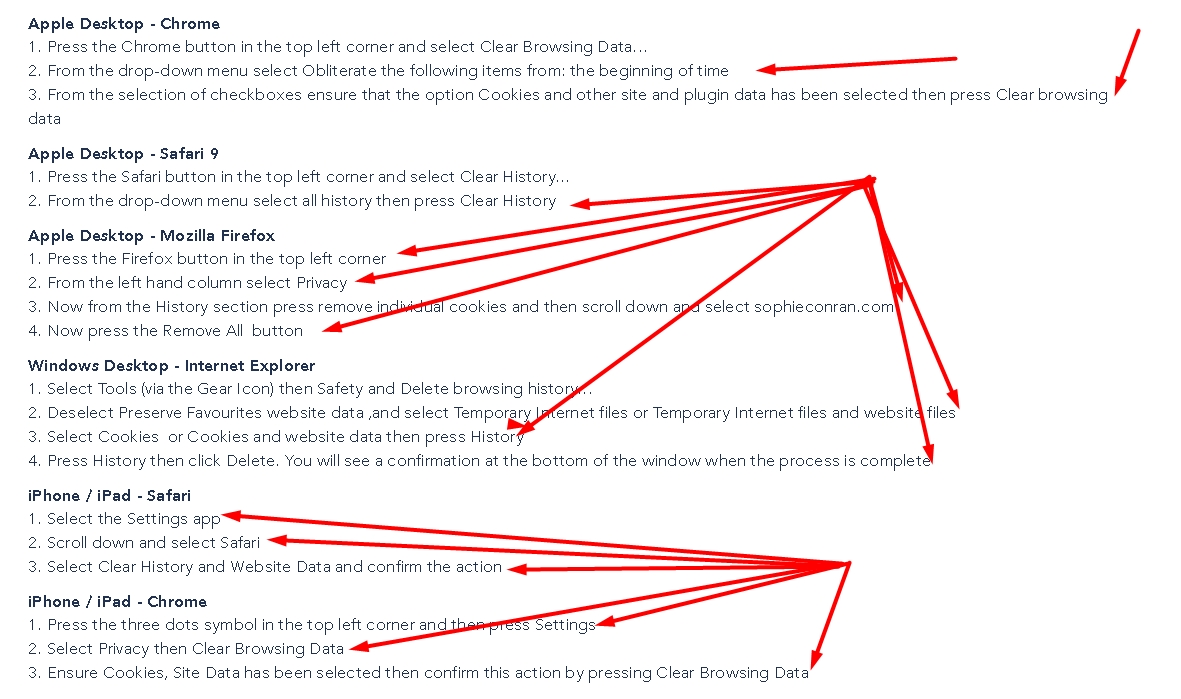 Apple Desktop - Chrome
1. Press the Chrome button in the top left corner and select Clear Browsing Data...
2. From the drop-down menu select Obliterate the following items from: the beginning of time
3. From the selection of checkboxes ensure that the option Cookies and other site and plugin data has been selected then press Clear browsing
data
Apple Desktop - Safari 9
1. Press the Safari button in the top left corner and select Clear History...
2. From the drop-down menu select all history then press Clear History
Apple Desktop - Mozilla Firefox
1. Press the Firefox button in the top left corner
2. From the left hand column select Privacy
3. Now from the History section press remove individual cookies and then scroll down and select sophieconran.com
4. Now press the Remove All  button
Windows Desktop - Internet Explorer
1. Select Tools (via the Gear Icon) then Safety and Delete browsing history...
2. Deselect Preserve Favourites website data ,and select Temporary Internet files or Temporary Internet files and website files
3. Select Cookies  or Cookies and website data then press History
4. Press History then click Delete. You will see a confirmation at the bottom of the window when the process is complete
iPhone / iPad - Safari
1. Select the Settings app
2. Scroll down and select Safari
3. Select Clear History and Website Data and confirm the action
iPhone / iPad - Chrome
1. Press the three dots symbol in the top left corner and then press Settings
2. Select Privacy then Clear Browsing Data
3. Ensure Cookies, Site Data has been selected then confirm this action by pressing Clear Browsing Data